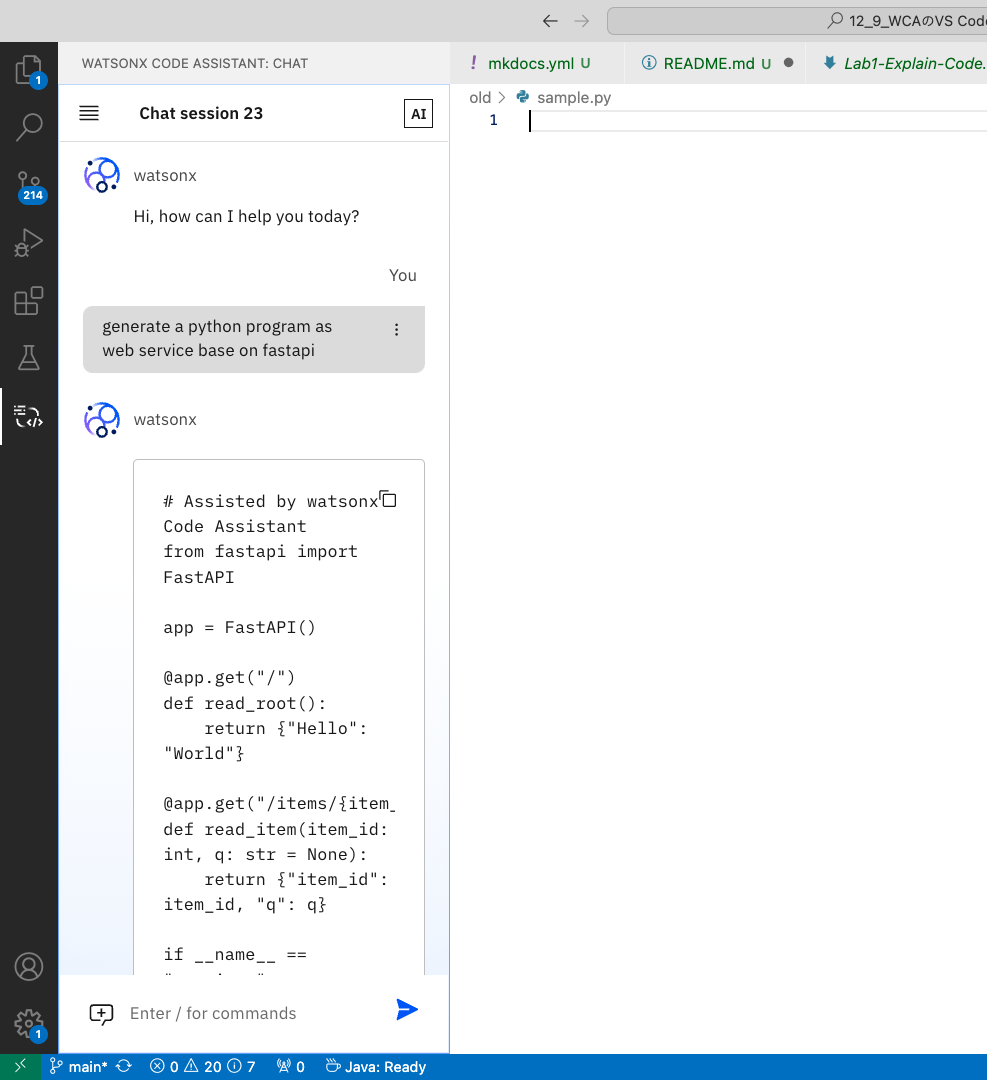 12_9_WCAのVS Cod
WATSONX CODE ASSISTANT: CHAT
! mkdocs.yml U
README.md U
Lab1-Explain-Code.
old > sample.py
1
Chat session 23
AI
watsonx
Hi, how can I help you today?
You
generate a python program as
web service base on fastapi
watsonx
# Assisted by watsonx
Code Assistant
from fastapi import
FastAPI
app = FastAPI()
@app.get("/")
def read_root():
    return {"Hello":
"World"}
@app.get("/items/{item_
def read_item(item_id:
int, q: str = None):
    return {"item_id":
item_id, "q": q}
if __name__ ==
Enter / for commands
1
214
1
main* 0 20 7 0 Java: Ready